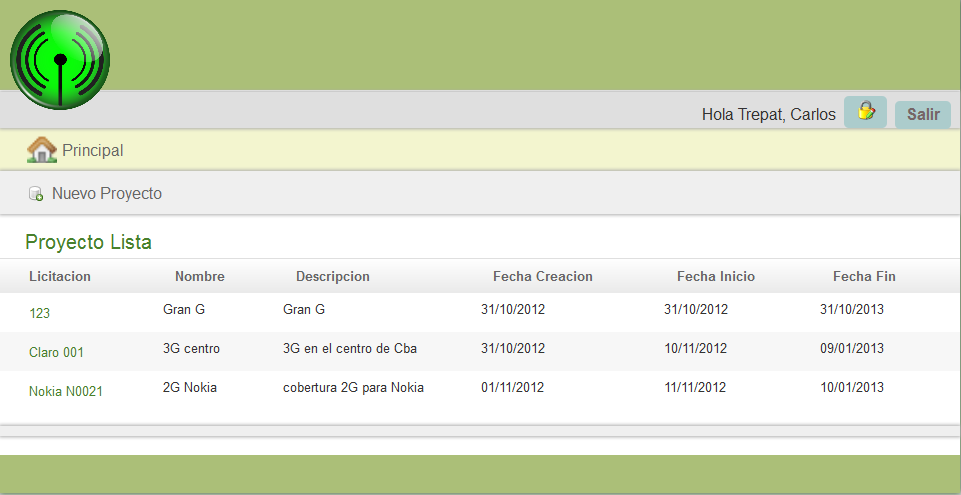 Hola Trepat, Carlos Salir
Principal
Nuevo Proyecto
Proyecto Lista
Licitacion Nombre Descripcion Fecha Creacion Fecha Inicio Fecha Fin
123 Gran G Gran G 31/10/2012 31/10/2012 31/10/2013
Claro 001 3G centro 3G en el centro de Cba 31/10/2012 10/11/2012 09/01/2013
Nokia N0021 2G Nokia cobertura 2G para Nokia 01/11/2012 11/11/2012 10/01/2013